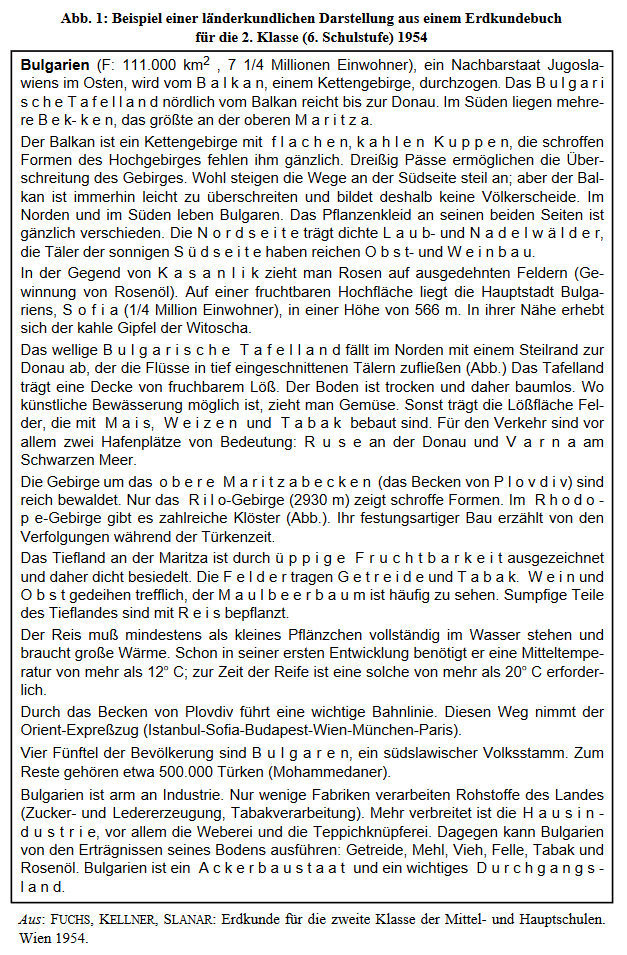 Abb. 1: Beispiel einer länderkundlichen Darstellung aus einem Erdkundebuch
für die 2. Klasse (6. Schulstufe) 1954
Bulgarien (F: 111.000 km2 , 7 1/4 Millionen Einwohner), ein Nachbarstaat Jugosla-
wiens im Osten, wird vom B a l k a n, einem Kettengebirge, durchzogen. Das B u l g a r i
s c h e T a f e l l a n d nördlich vom Balkan reicht bis zur Donau. Im Süden liegen mehre-
re B e k- k e n, das größte an der oberen M a r i t z a.
Der Balkan ist ein Kettengebirge mit f l a c h e n, k a h l e n K u p p e n, die schroffen
Formen des Hochgebirges fehlen ihm gänzlich. Dreißig Pässe ermöglichen die Über-
schreitung des Gebirges. Wohl steigen die Wege an der Südseite steil an; aber der Bal-
kan ist immerhin leicht zu überschreiten und bildet deshalb keine Völkerscheide. Im
Norden und im Süden leben Bulgaren. Das Pflanzenkleid an seinen beiden Seiten ist
gänzlich verschieden. Die N o r d s e i t e trägt dichte L a u b- und N a d e l w ä l d e r,
die Täler der sonnigen S ü d s e i t e haben reichen O b s t- und W e i n b a u.
In der Gegend von K a s a n l i k zieht man Rosen auf ausgedehnten Feldern (Ge-
winnung von Rosenöl). Auf einer fruchtbaren Hochfläche liegt die Hauptstadt Bulga-
riens, S o f i a (1/4 Million Einwohner), in einer Höhe von 566 m. In ihrer Nähe erhebt
sich der kahle Gipfel der Witoscha.
Das wellige B u l g a r i s c h e T a f e l l a n d fällt im Norden mit einem Steilrand zur
Donau ab, der die Flüsse in tief eingeschnittenen Tälern zufließen (Abb.) Das Tafelland
trägt eine Decke von fruchtbarem Löß. Der Boden ist trocken und daher baumlos. Wo
künstliche Bewässerung möglich ist, zieht man Gemüse. Sonst trägt die Lößfläche Fel-
der, die mit M a i s, W e i z e n und T a b a k bebaut sind. Für den Verkehr sind vor
allem zwei Hafenplätze von Bedeutung: R u s e an der Donau und V a r n a am
Schwarzen Meer.
Die Gebirge um das o b e r e M a r i t z a b e c k e n (das Becken von P l o v d i v) sind
reich bewaldet. Nur das R i l o-Gebirge (2930 m) zeigt schroffe Formen. Im R h o d o -
p e-Gebirge gibt es zahlreiche Klöster (Abb.). Ihr festungsartiger Bau erzählt von den
Verfolgungen während der Türkenzeit.
Das Tiefland an der Maritza ist durch ü p p i g e F r u c h t b a r k e i t ausgezeichnet
und daher dicht besiedelt. Die F e l d e r tragen G e t r e i d e und T a b a k. W e i n und
O b s t gedeihen trefflich, der M a u l b e e r b a u m ist häufig zu sehen. Sumpfige Teile
des Tieflandes sind mit R e i s bepflanzt.
Der Reis muß mindestens als kleines Pflänzchen vollständig im Wasser stehen und
braucht große Wärme. Schon in seiner ersten Entwicklung benötigt er eine Mitteltempe-
ratur von mehr als 12° C; zur Zeit der Reife ist eine solche von mehr als 20° C erforder-
lich.
Durch das Becken von Plovdiv führt eine wichtige Bahnlinie. Diesen Weg nimmt der
Orient-Expreßzug (Istanbul-Sofia-Budapest-Wien-München-Paris).
Vier Fünftel der Bevölkerung sind B u l g a r e n, ein südslawischer Volksstamm. Zum
Reste gehören etwa 500.000 Türken (Mohammedaner).
Bulgarien ist arm an Industrie. Nur wenige Fabriken verarbeiten Rohstoffe des Landes
(Zucker- und Ledererzeugung, Tabakverarbeitung). Mehr verbreitet ist die H a u s i n -
d u s t r i e, vor allem die Weberei und die Teppichknüpferei. Dagegen kann Bulgarien
von den Erträgnissen seines Bodens ausführen: Getreide, Mehl, Vieh, Felle, Tabak und
Rosenöl. Bulgarien ist ein A c k e r b a u s t a a t und ein wichtiges D u r c h g a n g s -
l a n d.
Aus: FUCHS, KELLNER, SLANAR: Erdkunde für die zweite Klasse der Mittel- und Hauptschulen.
Wien 1954.